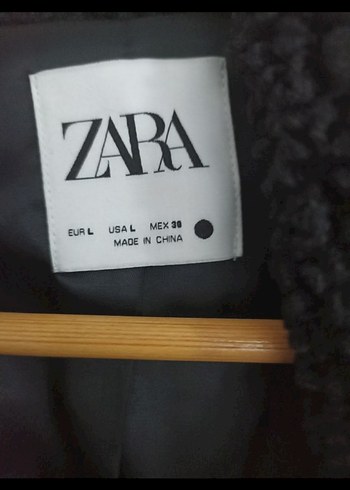 ZARA
EUR L USA L MEX 30
MADE IN CHINA